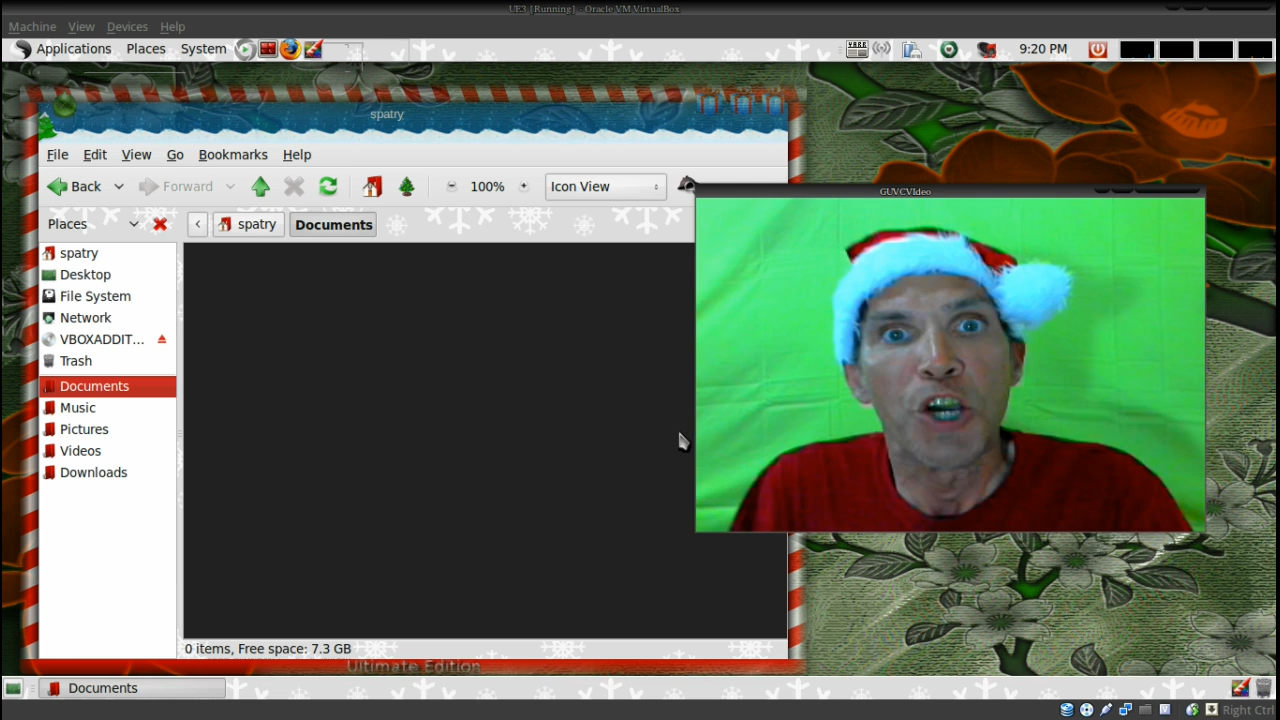 UE3 [Running] - Oracle VM VirtualBox
Machine View Devices Help
Applications Places System 9:20 PM
spatry
File Edit View Go Bookmarks Help
Back Forward 100% Icon View
GUVCVideo
Places spatry Documents
spatry
Desktop
File System
Network
VBOXADDIT...
Trash
Documents
Music
Pictures
Videos
Downloads
0 items, Free space: 7.3 GB
Ultimate Edition
Documents
Right Ctrl